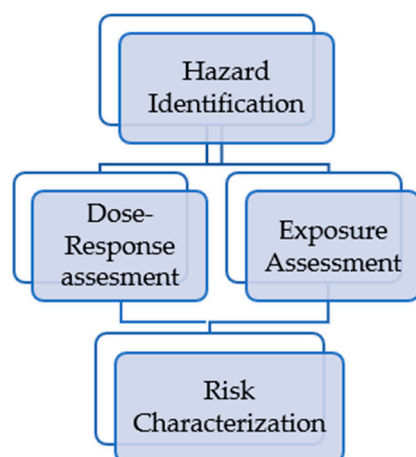 Hazard
Identification
Dose-
Response
assesment
Exposure
Assessment
Risk
Characterization